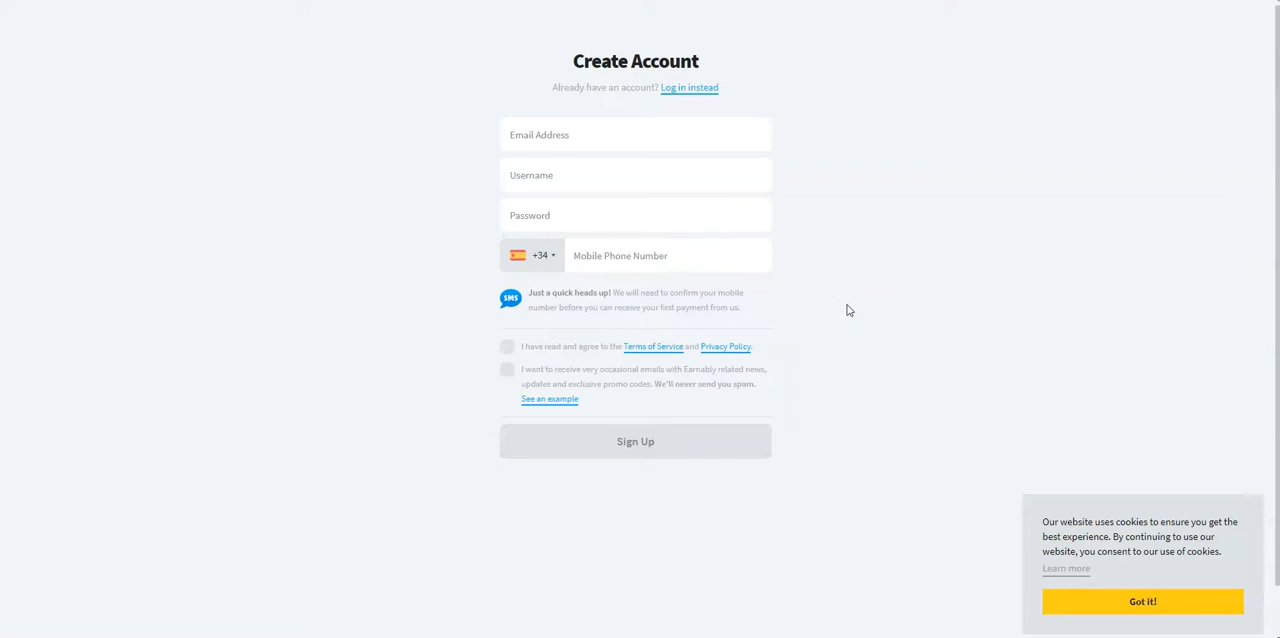 Create Account
Already have an account? Log in instead
Email Address
Username
Password
+34
Mobile Phone Number
SMS
Just a quick heads up! We will need to confirm your mobile
number before you can receive your first payment from us.
I have read and agree to the Terms of Service and Privacy Policy.
I want to receive very occasional emails with Earnably related news,
updates and exclusive promo codes. We'll never send you spam.
See an example
Sign Up
Our website uses cookies to ensure you get the
best experience. By continuing to use our
website, you consent to our use of cookies.
Learn more
Got it!